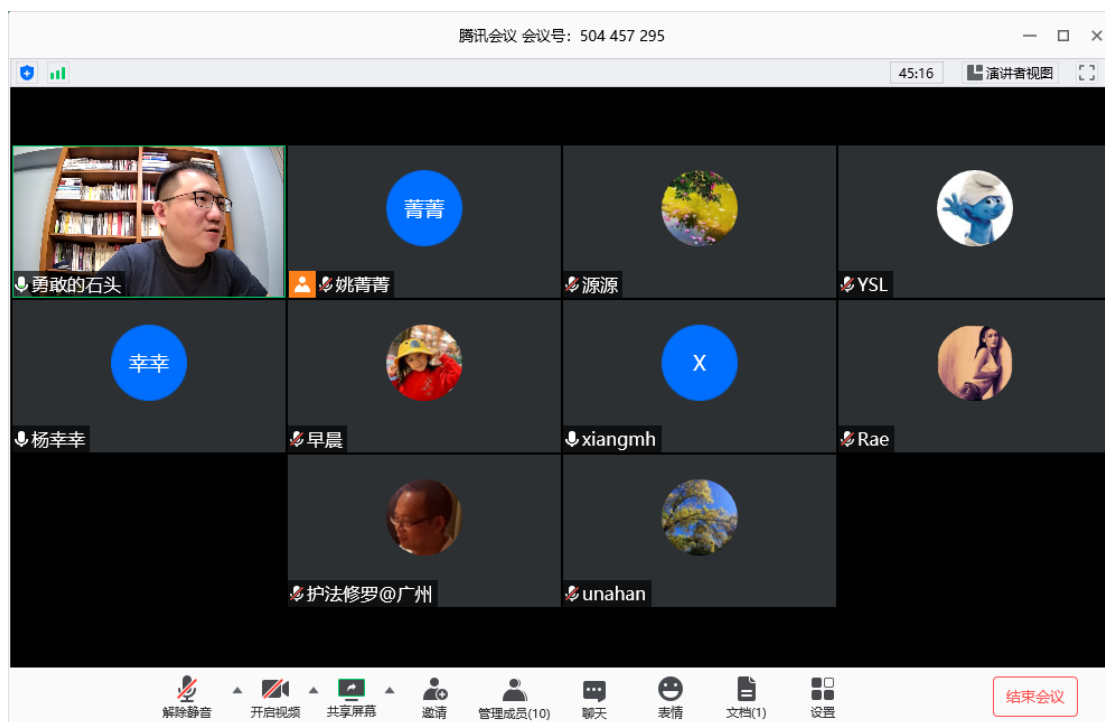 腾讯会议 会议号：504 457 295
45:16 演讲者视图
菁菁
勇敢的石头 姚菁菁 源源 YSL
幸幸 X
杨幸幸 早晨 xiangmh Rae
护法修罗@广州 unahan
解除静音 开启视频 共享屏幕 邀请 管理成员(10) 聊天 表情 文档(1) 设置 结束会议